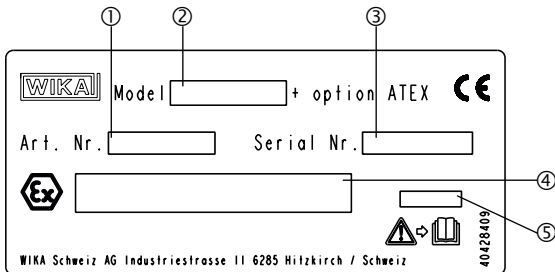 ① ② ③
WIKA Model + option ATEX CE
Art. Nr. Serial Nr.
Ex ④
⑤
WIKA Schweiz AG Industriestrasse 11 6285 Hitzkirch / Schweiz
40428409